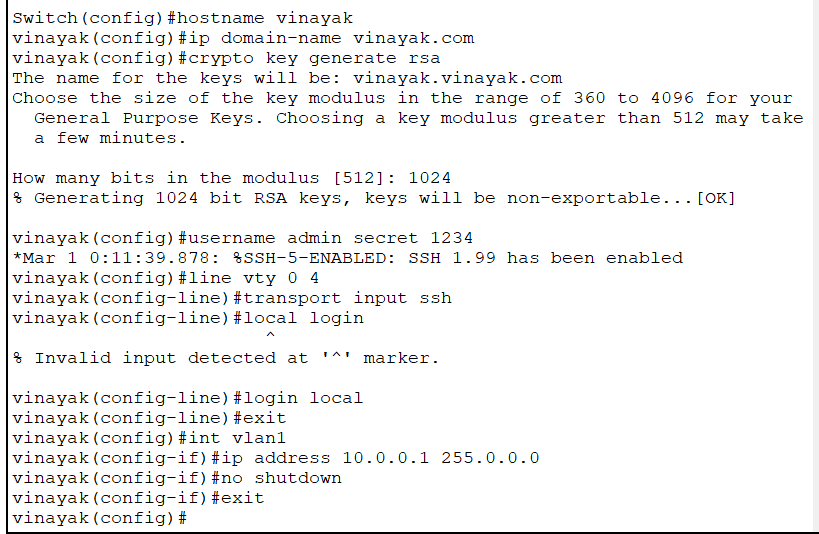 Switch(config)#hostname vinayak
vinayak(config)#ip domain-name vinayak.com
vinayak(config)#crypto key generate rsa
The name for the keys will be: vinayak.vinayak.com
Choose the size of the key modulus in the range of 360 to 4096 for your
  General Purpose Keys. Choosing a key modulus greater than 512 may take
  a few minutes.

How many bits in the modulus [512]: 1024
% Generating 1024 bit RSA keys, keys will be non-exportable...[OK]

vinayak(config)#username admin secret 1234
*Mar 1 0:11:39.878: %SSH-5-ENABLED: SSH 1.99 has been enabled
vinayak(config)#line vty 0 4
vinayak(config-line)#transport input ssh
vinayak(config-line)#local login
                       ^
% Invalid input detected at '^' marker.

vinayak(config-line)#login local
vinayak(config-line)#exit
vinayak(config)#int vlan1
vinayak(config-if)#ip address 10.0.0.1 255.0.0.0
vinayak(config-if)#no shutdown
vinayak(config-if)#exit
vinayak(config)#